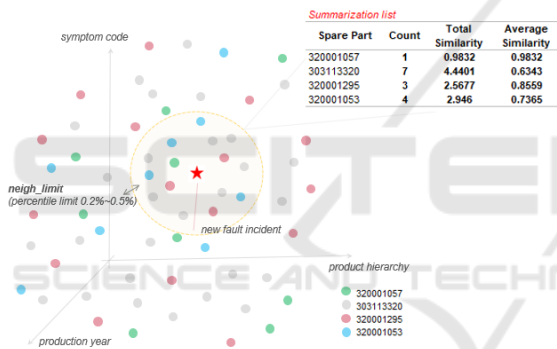 Summarization list
Spare Part Count Total Similarity Average Similarity
320001057 1 0.9832 0.9832
303113320 7 4.4401 0.6343
320001295 3 2.5677 0.8559
320001053 4 2.946 0.7365
symptom code
neigh_limit
(percentile limit 0.2%~0.5%)
new fault incident
product hierarchy
320001057
303113320
320001295
320001053
production year
SCITE
SCIENCE AND TECHN